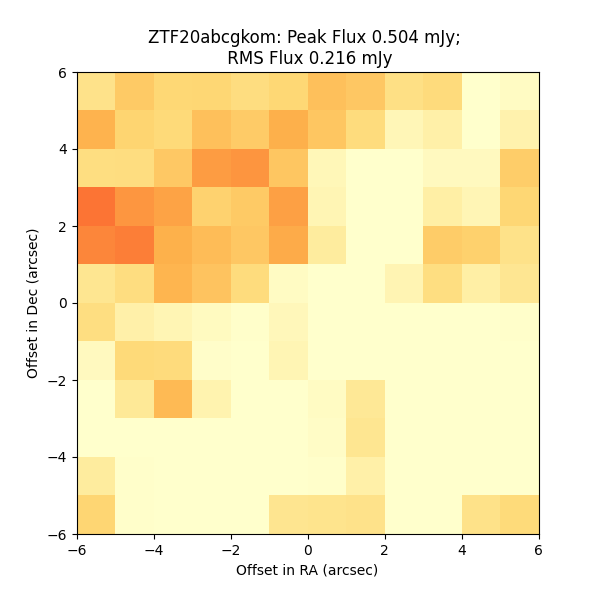 ZTF20abcgkom: Peak Flux 0.504 mJy;
RMS Flux 0.216 mJy
6
4
2
0
−2
−4
−6
Offset in Dec (arcsec)
−6 −4 −2 0 2 4 6
Offset in RA (arcsec)